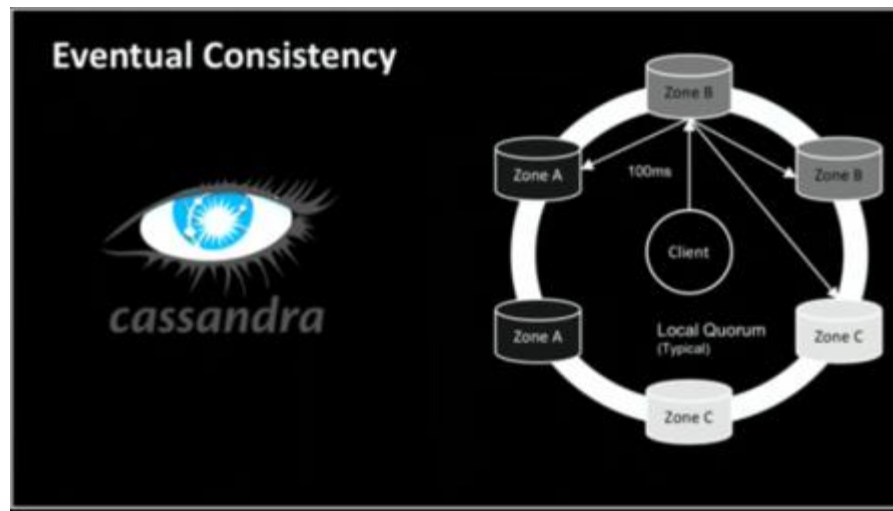 Eventual Consistency
cassandra
Zone B
Zone A
100ms
Zone B
Client
Zone A
Local Quorum
(Typical)
Zone C
Zone C